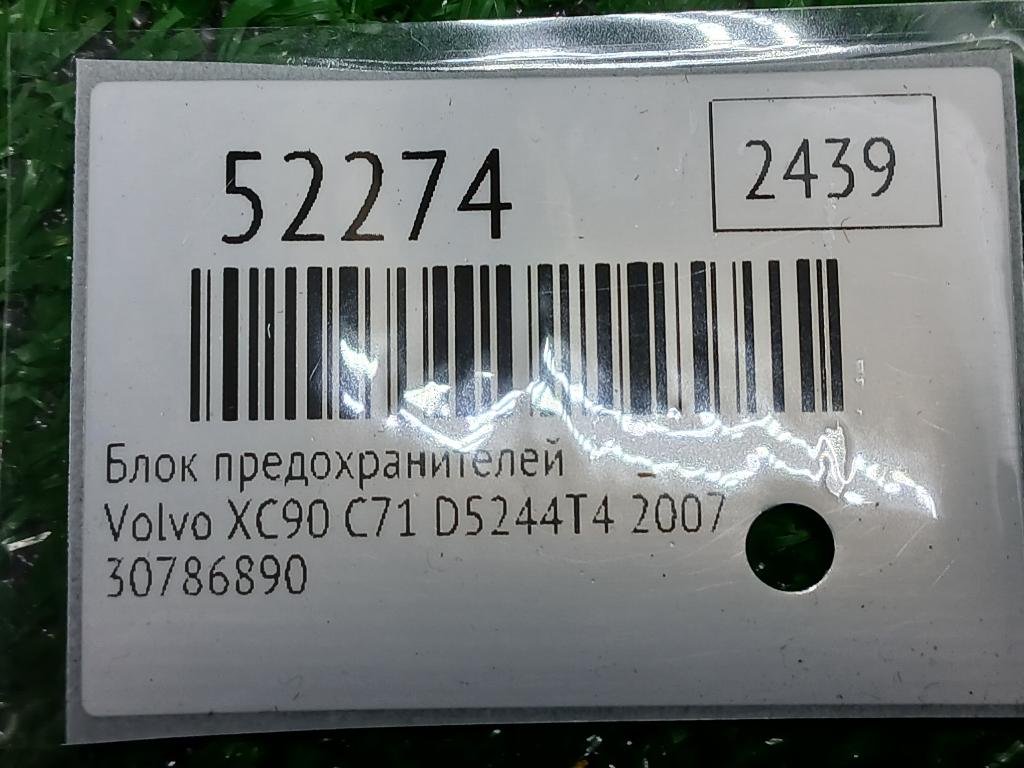 52274
2439
Блок предохранителей
Volvo XC90 C71 D5244T4 2007
30786890